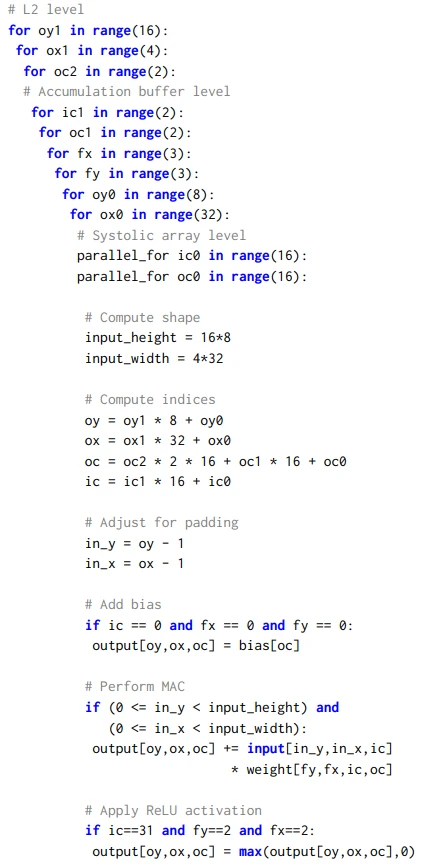 # L2 level
for oy1 in range(16):
for ox1 in range(4):
for oc2 in range(2):
# Accumulation buffer level
for ic1 in range(2):
for oc1 in range(2):
for fx in range(3):
for fy in range(3):
for oy0 in range(8):
for ox0 in range(32):
# Systolic array level
parallel_for ic0 in range(16):
parallel_for oc0 in range(16):
# Compute shape
input_height = 16*8
input_width = 4*32
# Compute indices
oy = oy1 * 8 + oy0
ox = ox1 * 32 + ox0
oc = oc2 * 2 * 16 + oc1 * 16 + oc0
ic = ic1 * 16 + ic0
# Adjust for padding
in_y = oy - 1
in_x = ox - 1
# Add bias
if ic == 0 and fx == 0 and fy == 0:
output[oy,ox,oc] = bias[oc]
# Perform MAC
if (0 <= in_y < input_height) and
(0 <= in_x < input_width):
output[oy,ox,oc] += input[in_y,in_x,ic]
* weight[fy,fx,ic,oc]
# Apply ReLU activation
if ic==31 and fy==2 and fx==2:
output[oy,ox,oc] = max(output[oy,ox,oc],0)